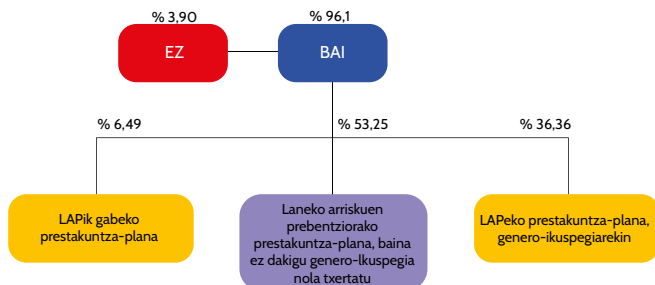 % 3,90 % 96,1
EZ BAI
% 6,49 % 53,25 % 36,36
LAPik gabeko
prestakuntza-plana
Laneko arriskuen
prebentziorako
prestakuntza-plana, baina
ez dakigu genero-lkuspegia
nola txertatu
LAPeko prestakuntza-plana,
genero-ikuspegiarekin